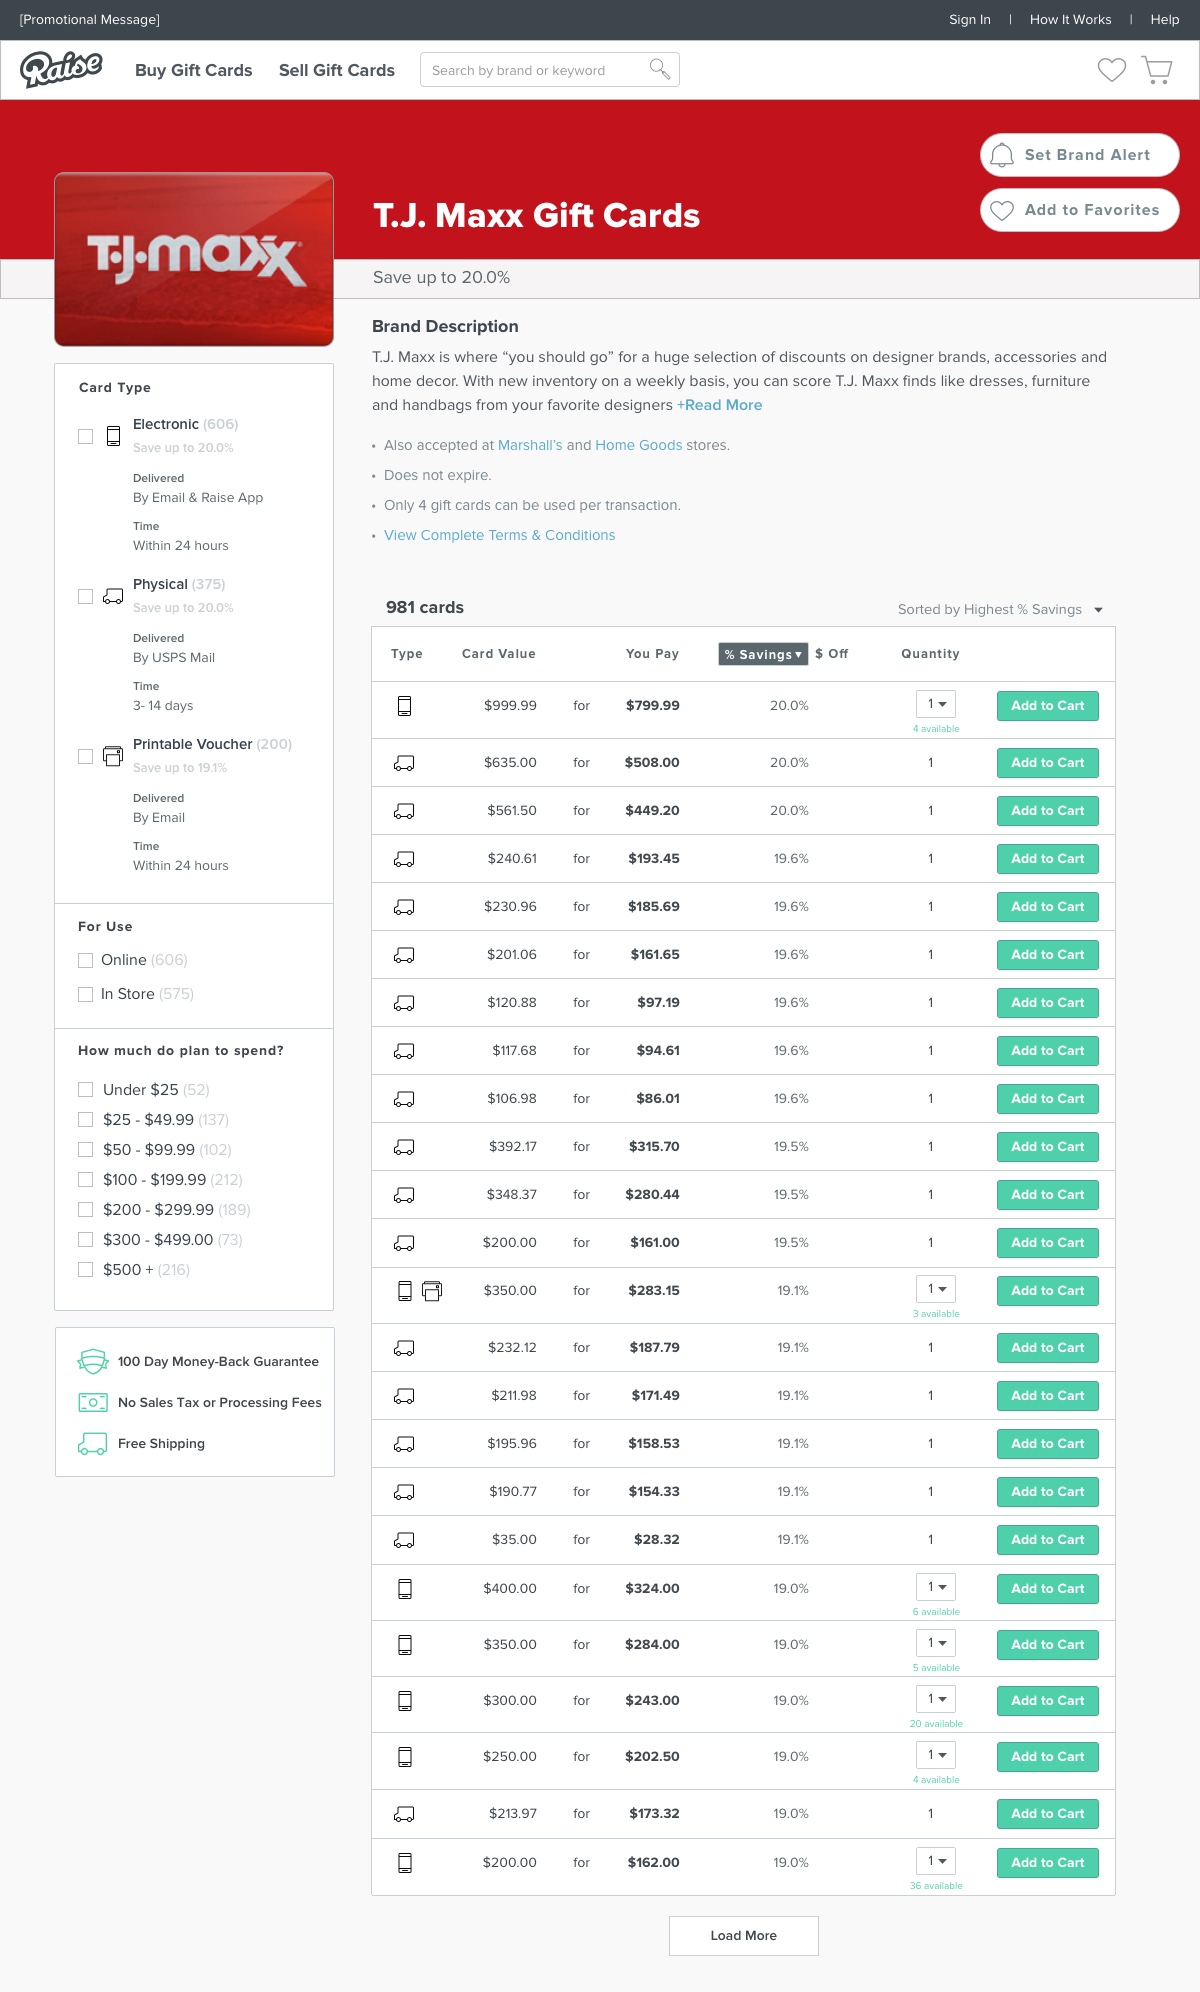 [Promotional Message]
Sign In | How It Works | Help
Raise
Buy Gift Cards
Sell Gift Cards
Search by brand or keyword
Set Brand Alert
Add to Favorites
T.J. Maxx Gift Cards
T·J·maxx
Save up to 20.0%
Brand Description
T.J. Maxx is where “you should go” for a huge selection of discounts on designer brands, accessories and
home decor. With new inventory on a weekly basis, you can score T.J. Maxx finds like dresses, furniture
and handbags from your favorite designers +Read More
• Also accepted at Marshall’s and Home Goods stores.
• Does not expire.
• Only 4 gift cards can be used per transaction.
• View Complete Terms & Conditions
Card Type
Electronic (606)
Save up to 20.0%
Delivered
By Email & Raise App
Time
Within 24 hours
Physical (375)
Save up to 20.0%
Delivered
By USPS Mail
Time
3- 14 days
Printable Voucher (200)
Save up to 19.1%
Delivered
By Email
Time
Within 24 hours
For Use
Online (606)
In Store (575)
How much do plan to spend?
Under $25 (52)
$25 - $49.99 (137)
$50 - $99.99 (102)
$100 - $199.99 (212)
$200 - $299.99 (189)
$300 - $499.00 (73)
$500 + (216)
100 Day Money-Back Guarantee
No Sales Tax or Processing Fees
Free Shipping
981 cards
Sorted by Highest % Savings
Type Card Value You Pay % Savings $ Off Quantity
$999.99 for $799.99 20.0% 1 Add to Cart
4 available
$635.00 for $508.00 20.0% 1 Add to Cart
$561.50 for $449.20 20.0% 1 Add to Cart
$240.61 for $193.45 19.6% 1 Add to Cart
$230.96 for $185.69 19.6% 1 Add to Cart
$201.06 for $161.65 19.6% 1 Add to Cart
$120.88 for $97.19 19.6% 1 Add to Cart
$117.68 for $94.61 19.6% 1 Add to Cart
$106.98 for $86.01 19.6% 1 Add to Cart
$392.17 for $315.70 19.5% 1 Add to Cart
$348.37 for $280.44 19.5% 1 Add to Cart
$200.00 for $161.00 19.5% 1 Add to Cart
$350.00 for $283.15 19.1% 1 Add to Cart
3 available
$232.12 for $187.79 19.1% 1 Add to Cart
$211.98 for $171.49 19.1% 1 Add to Cart
$195.96 for $158.53 19.1% 1 Add to Cart
$190.77 for $154.33 19.1% 1 Add to Cart
$35.00 for $28.32 19.1% 1 Add to Cart
$400.00 for $324.00 19.0% 1 Add to Cart
6 available
$350.00 for $284.00 19.0% 1 Add to Cart
5 available
$300.00 for $243.00 19.0% 1 Add to Cart
20 available
$250.00 for $202.50 19.0% 1 Add to Cart
4 available
$213.97 for $173.32 19.0% 1 Add to Cart
$200.00 for $162.00 19.0% 1 Add to Cart
36 available
Load More